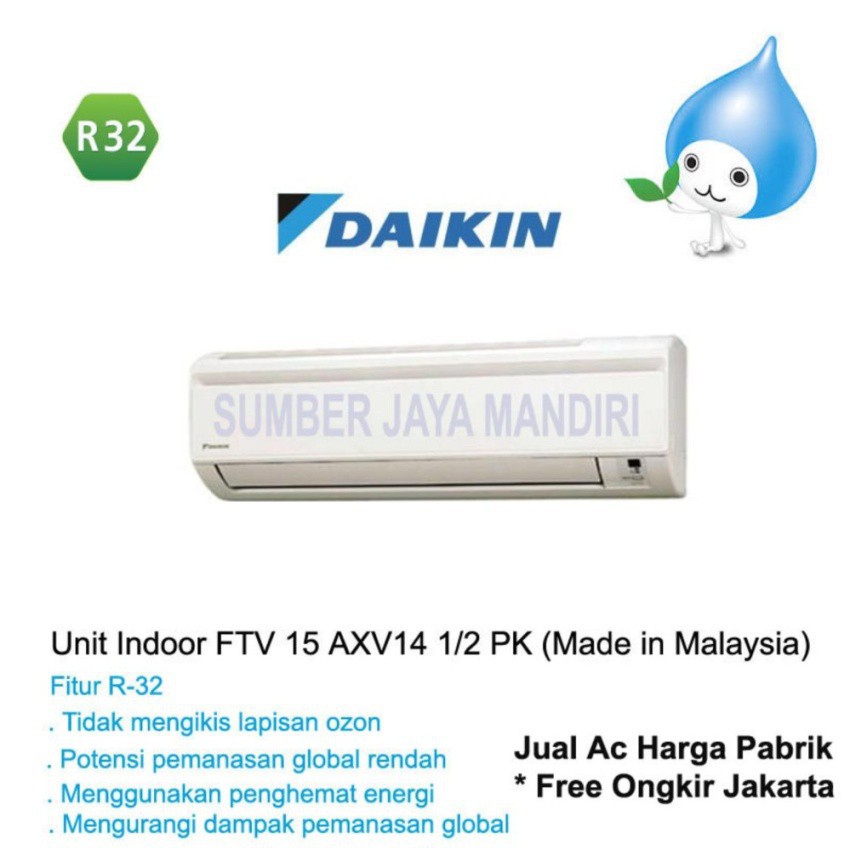 R32
DAIKIN
SUMBER JAYA MANDIRI
DAIKIN
Unit Indoor FTV 15 AXV14 1/2 PK (Made in Malaysia)
Fitur R-32
. Tidak mengikis lapisan ozon
. Potensi pemanasan global rendah
. Menggunakan penghemat energi
. Mengurangi dampak pemanasan global
Jual Ac Harga Pabrik
* Free Ongkir Jakarta